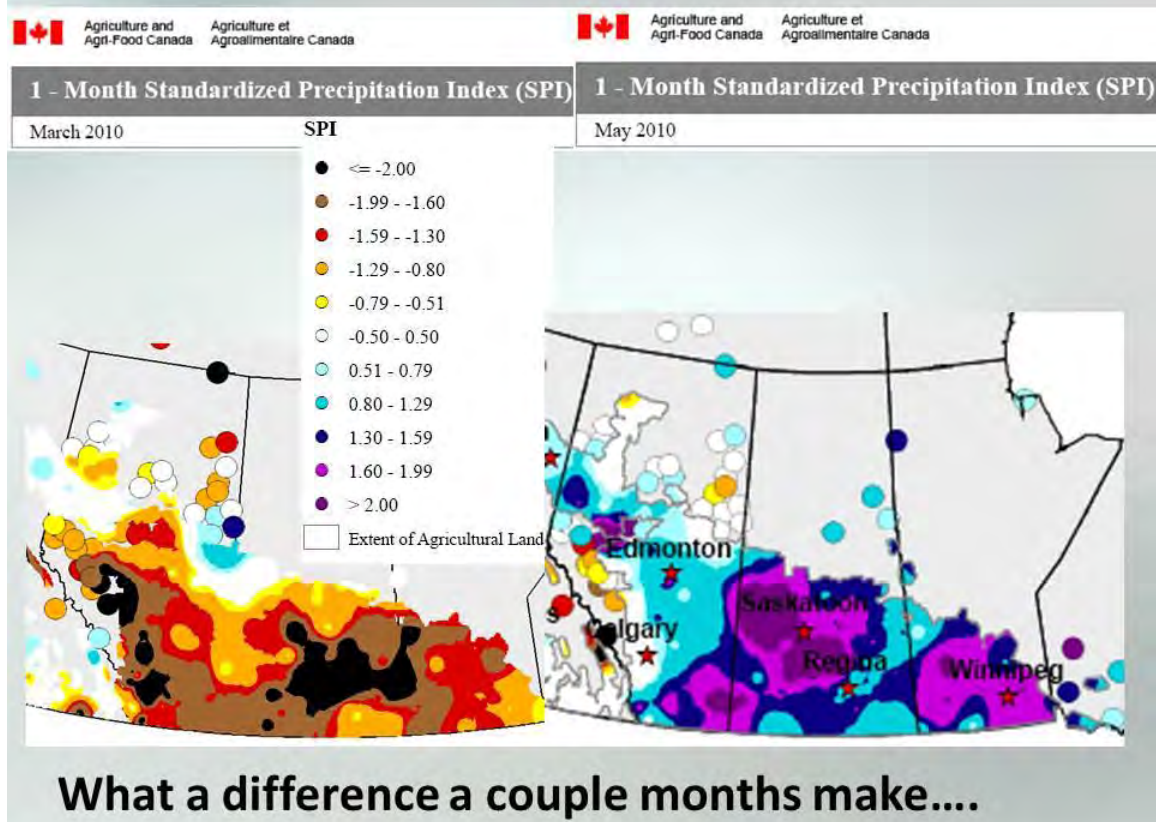 Agriculture and
Agri-Food Canada
Agriculture et
Agroalimentaire Canada
1 - Month Standardized Precipitation Index (SPI)
March 2010
SPI
<= -2.00
-1.99 - -1.60
-1.59 - -1.30
-1.29 - -0.80
-0.79 - -0.51
-0.50 - 0.50
0.51 - 0.79
0.80 - 1.29
1.30 - 1.59
1.60 - 1.99
> 2.00
Extent of Agricultural Land
Agriculture and
Agri-Food Canada
Agriculture et
Agroalimentaire Canada
1 - Month Standardized Precipitation Index (SPI)
May 2010
Edmonton
Saskatoon
s
Calgary
Regina
Winnipeg
What a difference a couple months make....